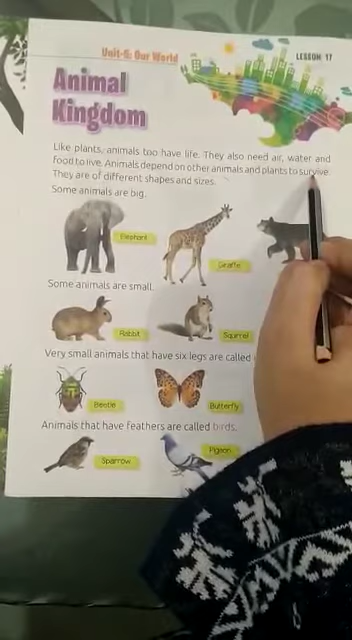 Unit-5: Our World
LESSON 17
Animal
Kingdom
Like plants, animals too have life. They also need air, water and
food to live. Animals depend on other animals and plants to survive.
They are of different shapes and sizes.
Some animals are big.
Elephant
Giraffe
Some animals are small.
Rabbit
Squirrel
Very small animals that have six legs are called
Beetle
Butterfly
Animals that have feathers are called birds.
Sparrow
Pigeon